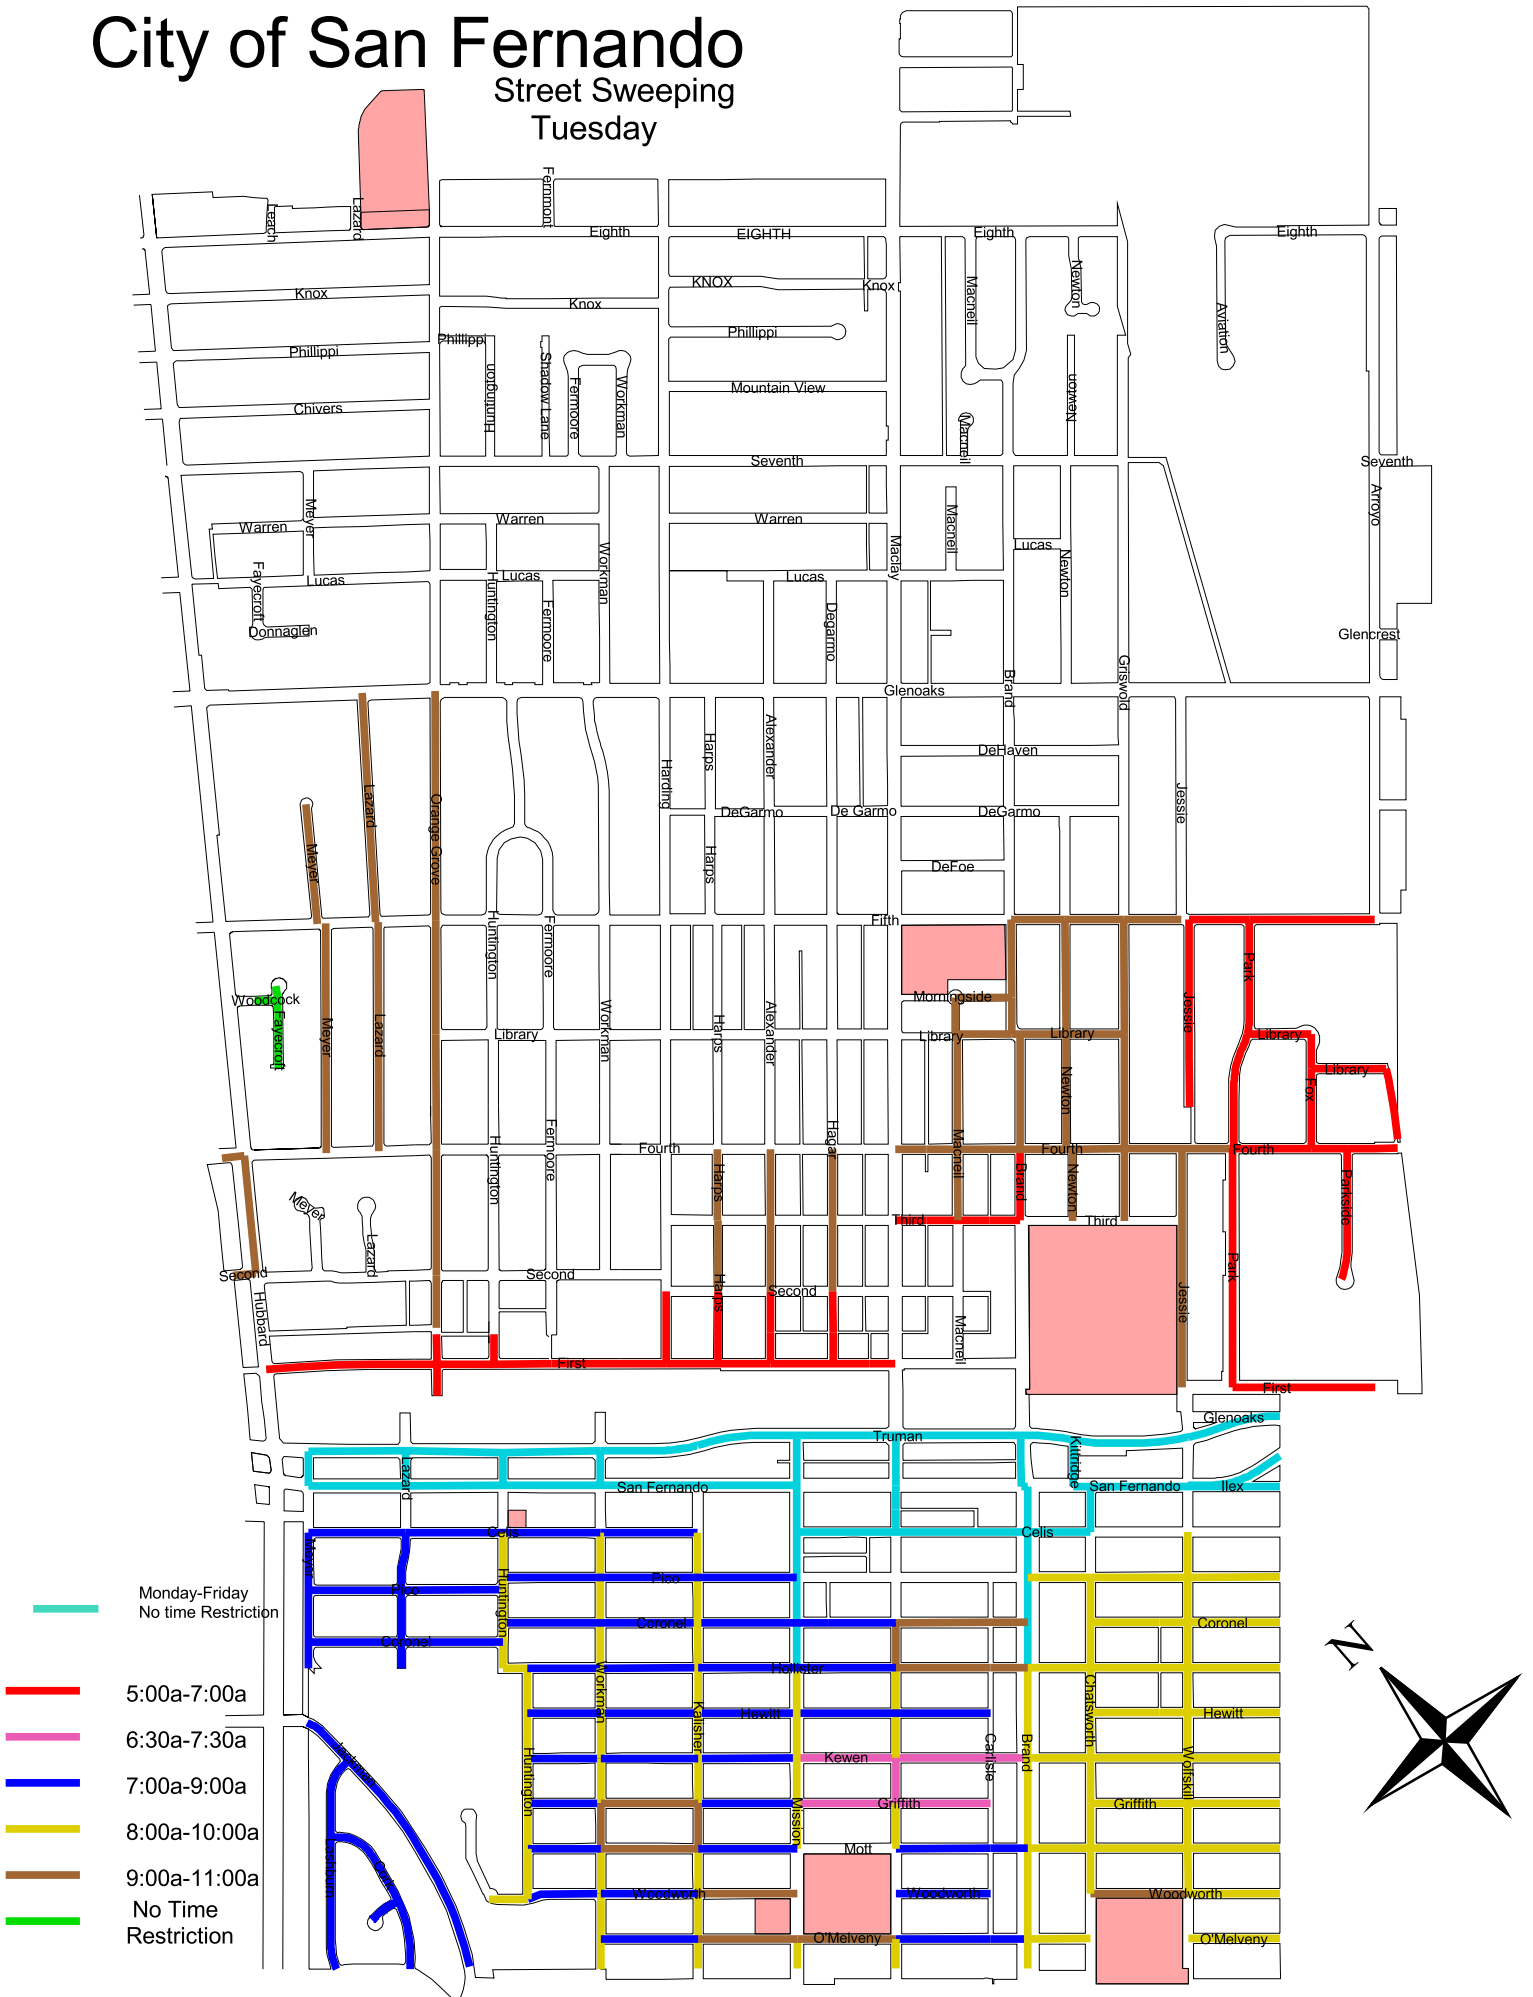 City of San Fernando
Street Sweeping
Tuesday
Fernmont
Leach
Lazard
Eighth
EIGHTH
Eighth
Eighth
Knox
Knox
KNOX
Knox
Macneil
Newton
Aviation
Phillippi
Phillippi
Phillippi
Huntington
Shadow Lane
Fermoore
Workman
Mountain View
Newton
Chivers
Macneil
Seventh
Seventh
Arroyo
Warren
Meyer
Warren
Warren
Macneil
Maclay
Lucas
Newton
Fayecroft
Lucas
Lucas
Lucas
Huntington
Fermoore
Workman
Degarmo
Donnaglen
Glencrest
Glenoaks
Brand
Griswold
Harps
Alexander
DeHaven
Harding
Lazard
Orange Grove
Jessie
DeGarmo
De Garmo
DeGarmo
Meyer
Harps
DeFoe
Fifth
Huntington
Fermoore
Park
Woodcock
Morningside
Fayecroft
Meyer
Lazard
Library
Workman
Harps
Alexander
Library
Library
Jessie
Library
Library
Newton
Fox
Huntington
Fermoore
Fourth
Hagar
Macneil
Fourth
Fourth
Harps
Brand
Newton
Parkside
Meyer
Lazard
Third
Third
Second
Second
Second
Harps
Park
Jessie
Hubbard
Macneil
First
First
Glenoaks
Truman
Kittridge
Lazard
San Fernando
San Fernando
Ilex
Celis
Celis
Meyer
Pico
Pico
Huntington
Coronel
Coronel
Coronel
Hollister
Workman
Kalisher
Hewitt
Chatsworth
Hewitt
Jackman
Huntington
Kewen
Carlisle
Brand
Wolfskill
Mission
Griffith
Griffith
Mott
Lashburn
Cork
Woodworth
Woodworth
Woodworth
O'Melveny
O'Melveny
Monday-Friday
No time Restriction
5:00a-7:00a
6:30a-7:30a
7:00a-9:00a
8:00a-10:00a
9:00a-11:00a
No Time
Restriction
N